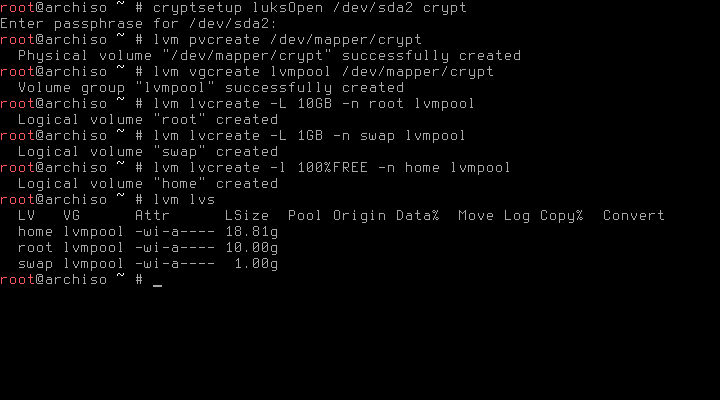 root@archiso ~ # cryptsetup luksOpen /dev/sda2 crypt
Enter passphrase for /dev/sda2:
root@archiso ~ # lvm pvcreate /dev/mapper/crypt
  Physical volume "/dev/mapper/crypt" successfully created
root@archiso ~ # lvm vgcreate lvmpool /dev/mapper/crypt
  Volume group "lvmpool" successfully created
root@archiso ~ # lvm lvcreate -L 10GB -n root lvmpool
  Logical volume "root" created
root@archiso ~ # lvm lvcreate -L 1GB -n swap lvmpool
  Logical volume "swap" created
root@archiso ~ # lvm lvcreate -l 100%FREE -n home lvmpool
  Logical volume "home" created
root@archiso ~ # lvm lvs
  LV   VG      Attr      LSize  Pool Origin Data%  Move Log Copy%  Convert
  home lvmpool -wi-a---- 18.81g
  root lvmpool -wi-a---- 10.00g
  swap lvmpool -wi-a----  1.00g
root@archiso ~ # _